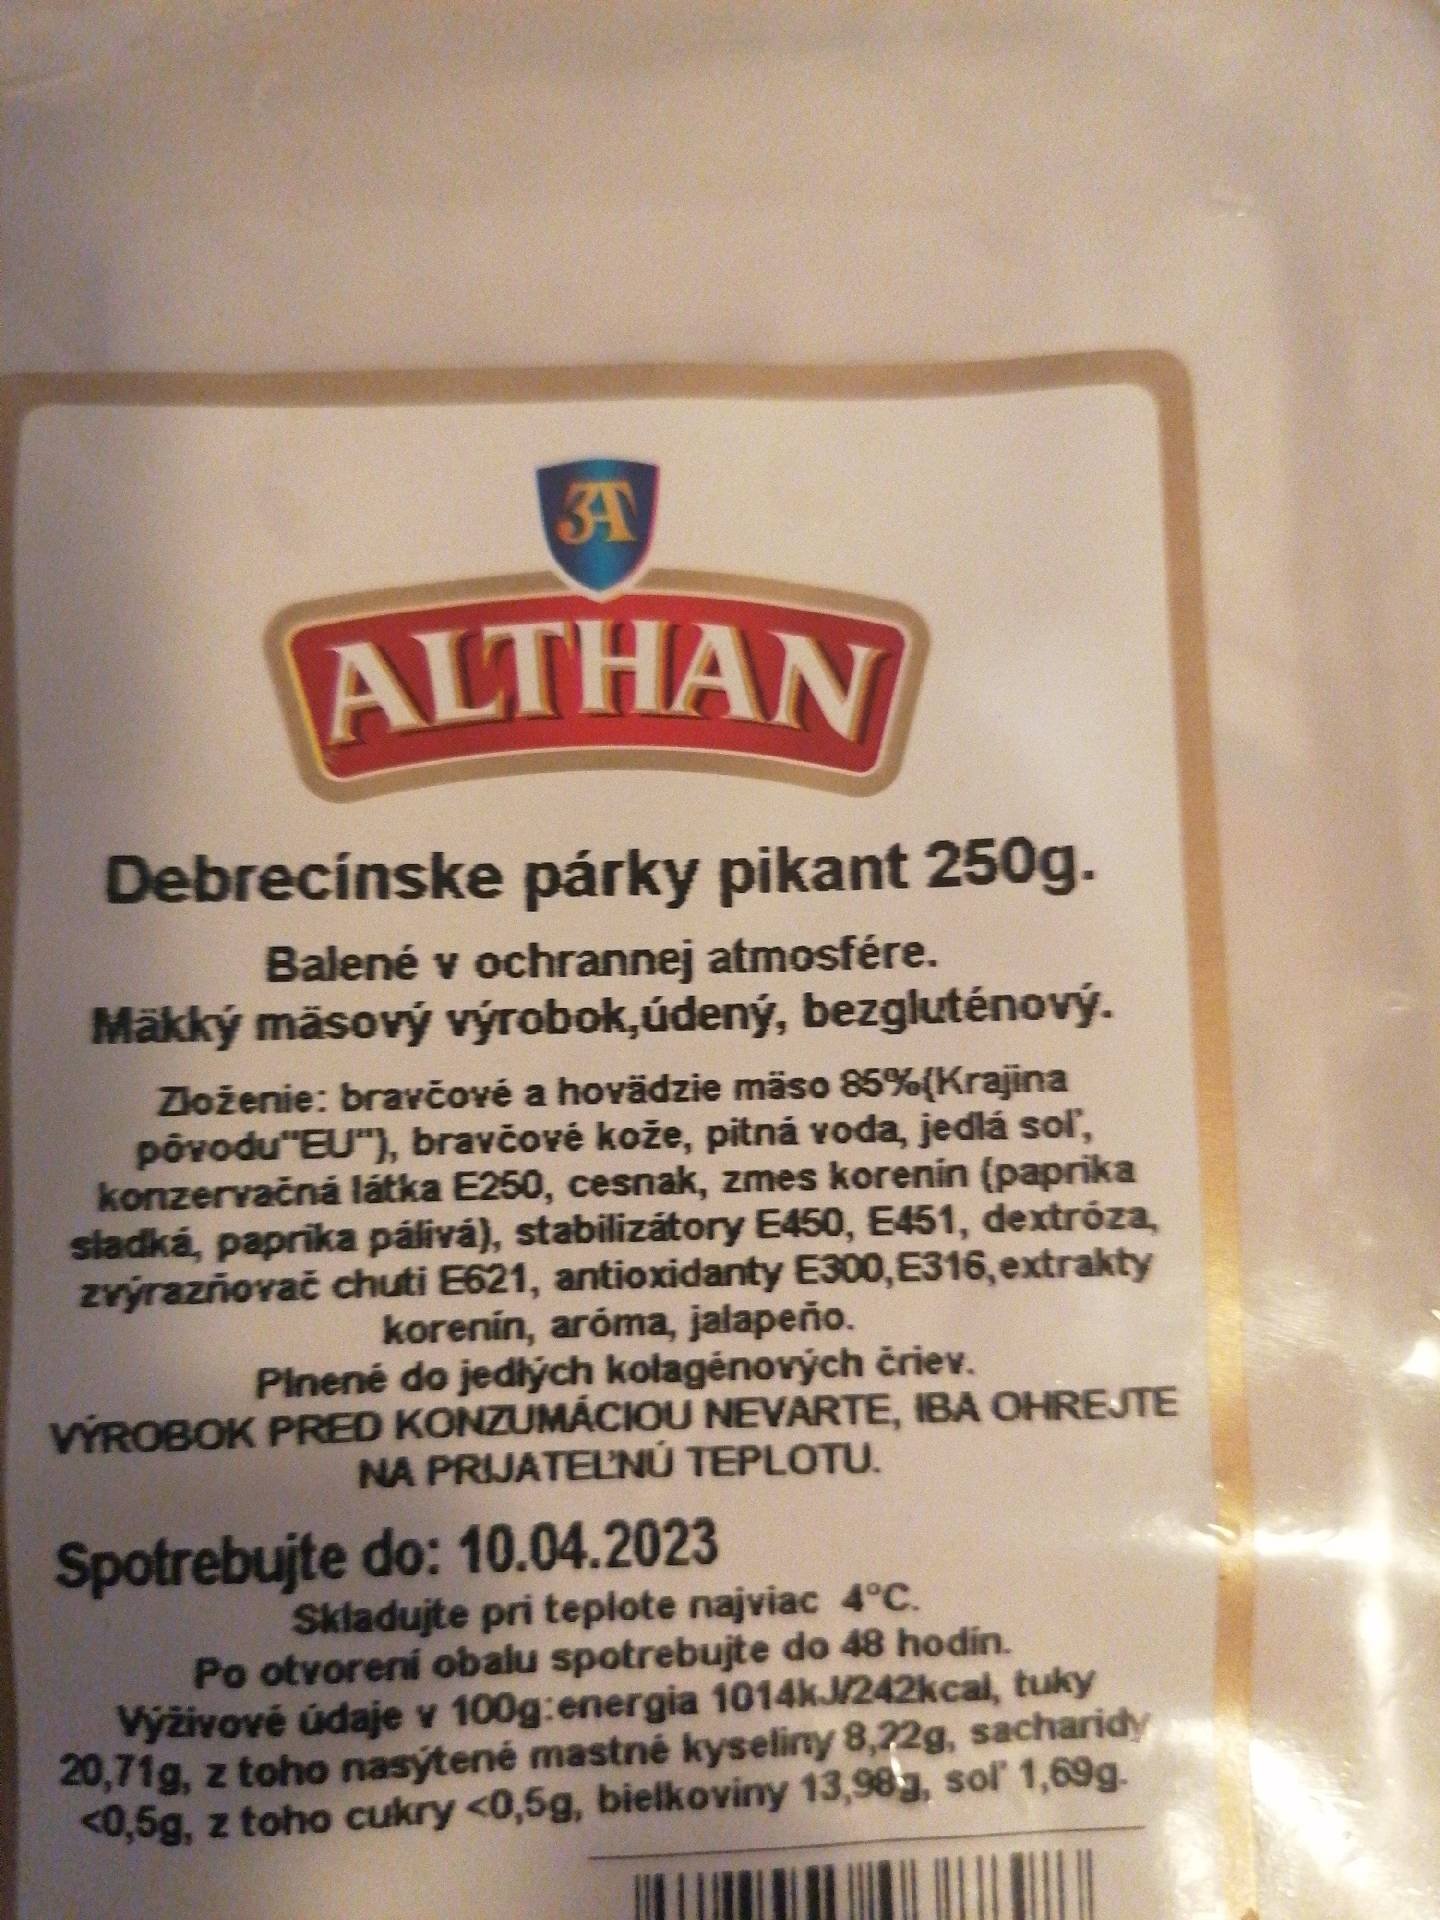 3AT
ALTHAN
Debrecínske párky pikant 250g.
Balené v ochrannej atmosfére.
Mäkký mäsový výrobok,údený, bezgluténový.
Zloženie: bravčové a hovädzie mäso 85%(Krajina
pôvodu"EU"), bravčové kože, pitná voda, jedlá soľ,
konzervačná látka E250, cesnak, zmes korenín (paprika
sladká, paprika pálivá), stabilizátory E450, E451, dextróza,
zvýrazňovač chuti E621, antioxidanty E300,E316,extrakty
korenín, aróma, jalapeňo.
Plnené do jedlých kolagénových čriev.
VÝROBOK PRED KONZUMÁCIOU NEVARTE, IBA OHREJTE
NA PRIJATEĽNÚ TEPLOTU.
Spotrebujte do: 10.04.2023
Skladujte pri teplote najviac 4°C.
Po otvorení obalu spotrebujte do 48 hodín.
Výživové údaje v 100g:energia 1014kJ/242kcal, tuky
20,71g, z toho nasýtené mastné kyseliny 8,22g, sacharidy
<0,5g, z toho cukry <0,5g, bielkoviny 13,98g, soľ 1,69g.